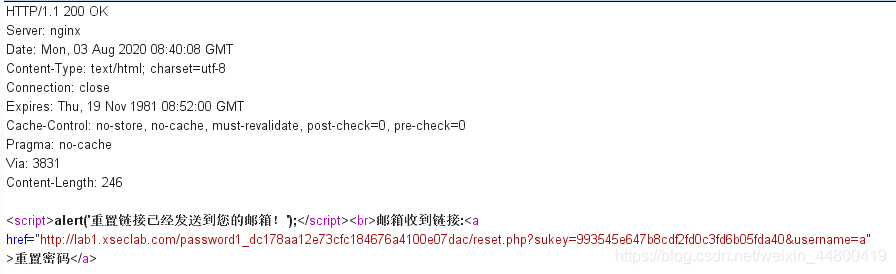 HTTP/1.1 200 OK
Server: nginx
Date: Mon, 03 Aug 2020 08:40:08 GMT
Content-Type: text/html; charset=utf-8
Connection: close
Expires: Thu, 19 Nov 1981 08:52:00 GMT
Cache-Control: no-store, no-cache, must-revalidate, post-check=0, pre-check=0
Pragma: no-cache
Via: 3831
Content-Length: 246
<script>alert('重置链接已经发送到您的邮箱！');</script><br>邮箱收到链接:<a
href="http://lab1.xseclab.com/password1_dc178aa12e73cfc184676a4100e07dac/reset.php?sukey=993545e647b8cdf2fd0c3fd6b05fda40&username=a"
>重置密码</a>
https://blog.csdn.net/weixin_44800419